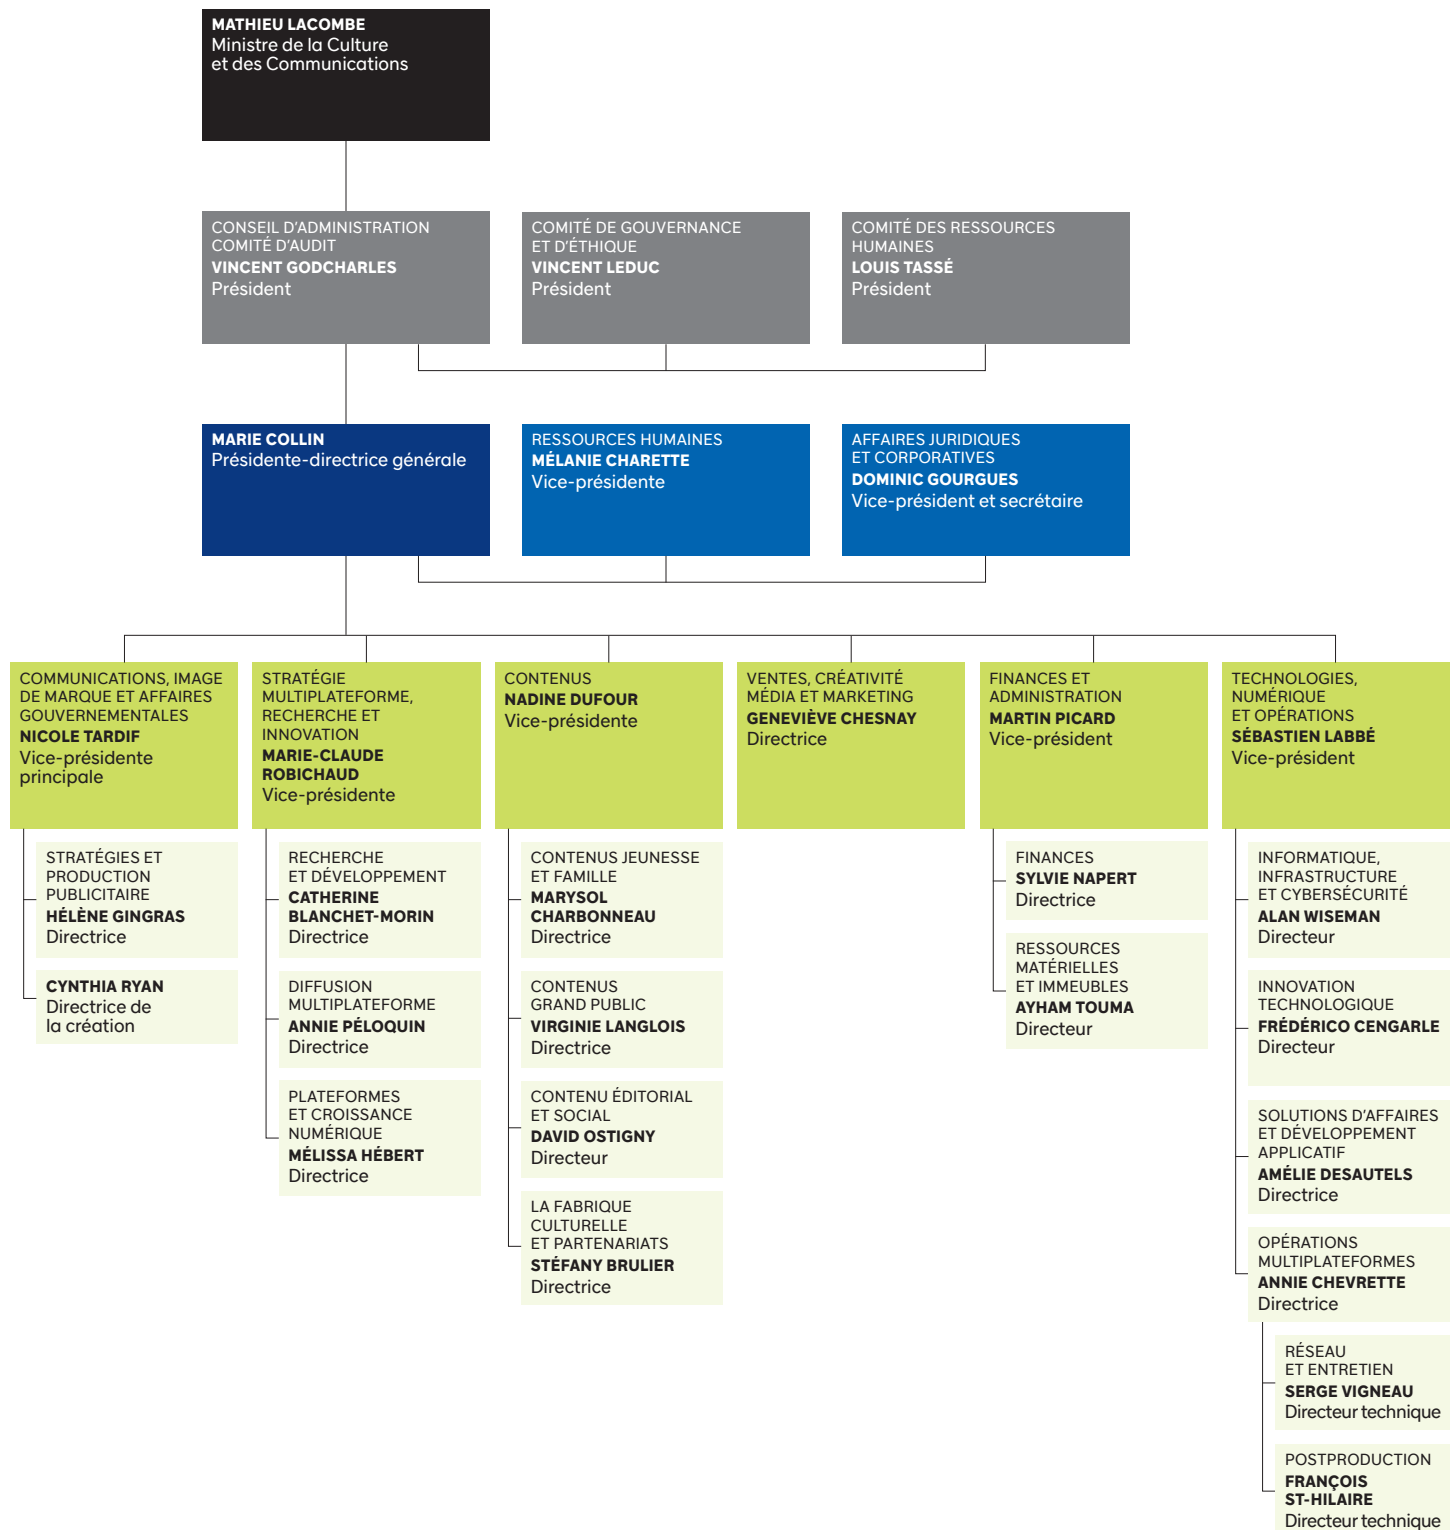 MATHIEU LACOMBE
Ministre de la Culture
et des Communications
CONSEIL D'ADMINISTRATION
COMITÉ D'AUDIT
VINCENT GODCHARLES
Président
COMITÉ DE GOUVERNANCE
ET D'ÉTHIQUE
VINCENT LEDUC
Président
COMITÉ DES RESSOURCES
HUMAINES
LOUIS TASSÉ
Président
MARIE COLLIN
Présidente-directrice générale
RESSOURCES HUMAINES
MÉLANIE CHARETTE
Vice-présidente
AFFAIRES JURIDIQUES
ET CORPORATIVES
DOMINIC GOURGUES
Vice-président et secrétaire
COMMUNICATIONS, IMAGE
DE MARQUE ET AFFAIRES
GOUVERNEMENTALES
NICOLE TARDIF
Vice-présidente
principale
STRATÉGIES ET
PRODUCTION
PUBLICITAIRE
HÉLÈNE GINGRAS
Directrice
CYNTHIA RYAN
Directrice de
la création
STRATÉGIE
MULTIPLATEFORME,
RECHERCHE ET
INNOVATION
MARIE-CLAUDE
ROBICHAUD
Vice-présidente
RECHERCHE
ET DÉVELOPPEMENT
CATHERINE
BLANCHET-MORIN
Directrice
DIFFUSION
MULTIPLATEFORME
ANNIE PÉLOQUIN
Directrice
PLATEFORMES
ET CROISSANCE
NUMÉRIQUE
MÉLISSA HÉBERT
Directrice
CONTENUS
NADINE DUFOUR
Vice-présidente
CONTENUS JEUNESSE
ET FAMILLE
MARYSOL
CHARBONNEAU
Directrice
CONTENUS
GRAND PUBLIC
VIRGINIE LANGLOIS
Directrice
CONTENU ÉDITORIAL
ET SOCIAL
DAVID OSTIGNY
Directeur
LA FABRIQUE
CULTURELLE
ET PARTENARIATS
STÉFANY BRULIER
Directrice
VENTES, CRÉATIVITÉ
MÉDIA ET MARKETING
GENEVIÈVE CHESNAY
Directrice
FINANCES ET
ADMINISTRATION
MARTIN PICARD
Vice-président
FINANCES
SYLVIE NAPERT
Directrice
RESSOURCES
MATÉRIELLES
ET IMMEUBLES
AYHAM TOUMA
Directeur
TECHNOLOGIES,
NUMÉRIQUE
ET OPÉRATIONS
SÉBASTIEN LABBÉ
Vice-président
INFORMATIQUE,
INFRASTRUCTURE
ET CYBERSÉCURITÉ
ALAN WISEMAN
Directeur
INNOVATION
TECHNOLOGIQUE
FRÉDÉRICO CENGARLE
Directeur
SOLUTIONS D'AFFAIRES
ET DÉVELOPPEMENT
APPLICATIF
AMÉLIE DESAUTELS
Directrice
OPÉRATIONS
MULTIPLATEFORMES
ANNIE CHEVRETTE
Directrice
RÉSEAU
ET ENTRETIEN
SERGE VIGNEAU
Directeur technique
POSTPRODUCTION
FRANÇOIS
ST-HILAIRE
Directeur technique